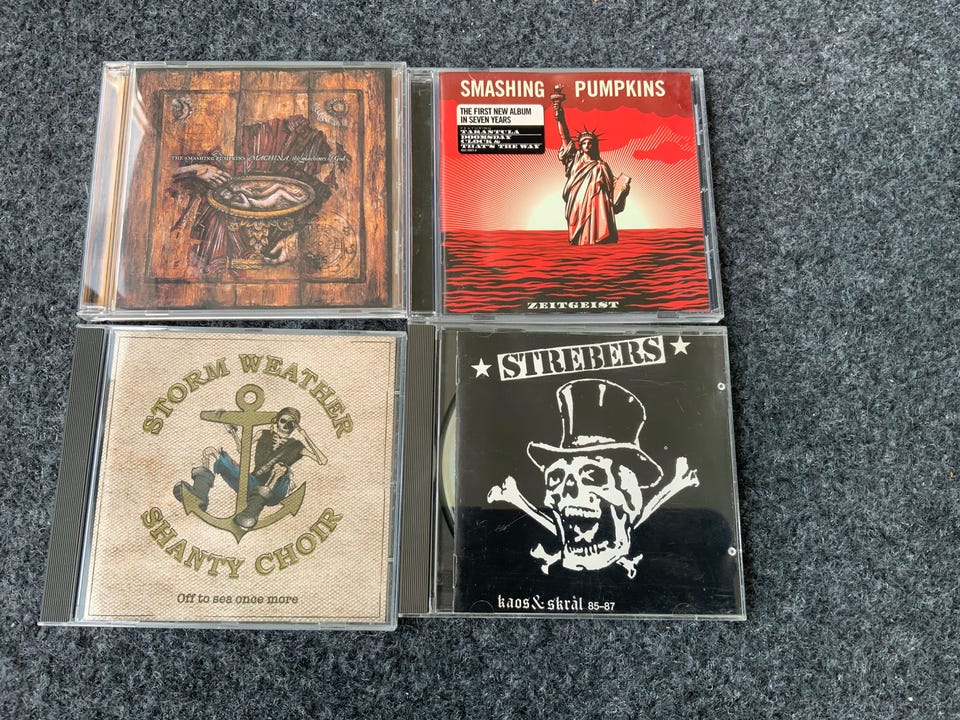 THE SMASHING PUMPKINS / MACHINA / the machines of God
SMASHING PUMPKINS
THE FIRST NEW ALBUM
IN SEVEN YEARS
TARANTULA
DOOMSDAY
CLOCK &
THAT'S THE WAY
ZEITGEIST
STORM WEATHER
SHANTY CHOIR
Off to sea once more
STREBERS
kaos & skrål 85-87